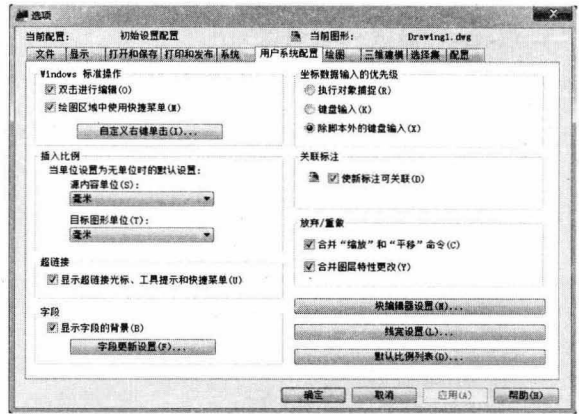 选项
当前配置： 初始设置配置 当前图形： Drawing1.dwg
文件 显示 打开和保存 打印和发布 系统 用户系统配置 绘图 三维建模 选择集 配置
Windows 标准操作
双击进行编辑(O)
绘图区域中使用快捷菜单(M)
自定义右键单击(I)...
插入比例
当单位设置为无单位时的默认设置：
源内容单位(S)：
毫米
目标图形单位(T)：
毫米
超链接
显示超链接光标、工具提示和快捷菜单(U)
字段
显示字段的背景(B)
字段更新设置(F)...
坐标数据输入的优先级
执行对象捕捉(R)
键盘输入(K)
除脚本外的键盘输入(X)
关联标注
使新标注可关联(D)
放弃/重做
合并“缩放”和“平移”命令(C)
合并图层特性更改(Y)
块编辑器设置(N)...
线宽设置(L)...
默认比例列表(D)...
确定 取消 应用(A) 帮助(H)